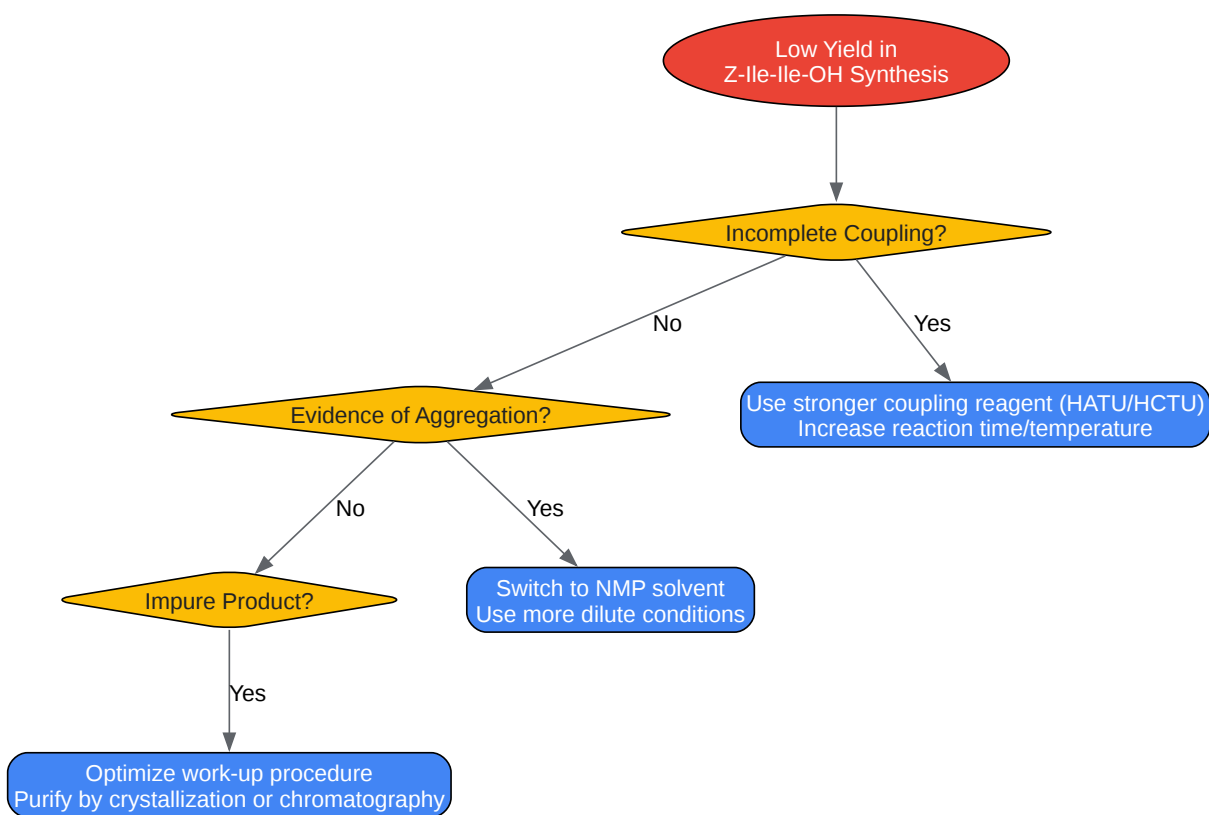 Low Yield in
Z-Ile-Ile-OH Synthesis
Incomplete Coupling?
No
Yes
Evidence of Aggregation?
Use stronger coupling reagent (HATU/HCTU)
Increase reaction time/temperature
No
Yes
Impure Product?
Switch to NMP solvent
Use more dilute conditions
Yes
Optimize work-up procedure
Purify by crystallization or chromatography